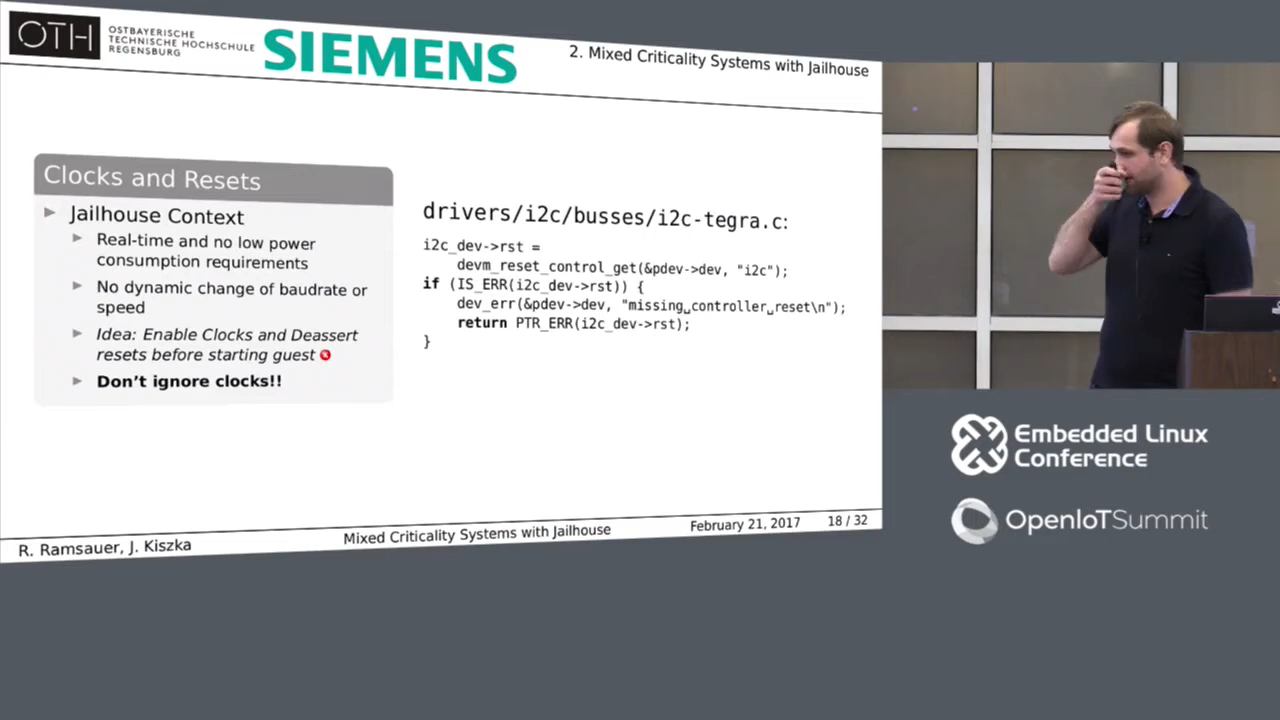 OTH
OSTBAYERISCHE
TECHNISCHE HOCHSCHULE
REGENSBURG
SIEMENS
2. Mixed Criticality Systems with Jailhouse
Clocks and Resets
Jailhouse Context
Real-time and no low power
consumption requirements
No dynamic change of baudrate or
speed
Idea: Enable Clocks and Deassert
resets before starting guest
Don't ignore clocks!!
drivers/i2c/busses/i2c-tegra.c:
i2c_dev->rst =
devm_reset_control_get(&pdev->dev, "i2c");
if (IS_ERR(i2c_dev->rst)) {
dev_err(&pdev->dev, "missing␣controller␣reset\n");
return PTR_ERR(i2c_dev->rst);
}
R. Ramsauer, J. Kiszka
Mixed Criticality Systems with Jailhouse
February 21, 2017
18 / 32
Embedded Linux
Conference
OpenIoTSummit